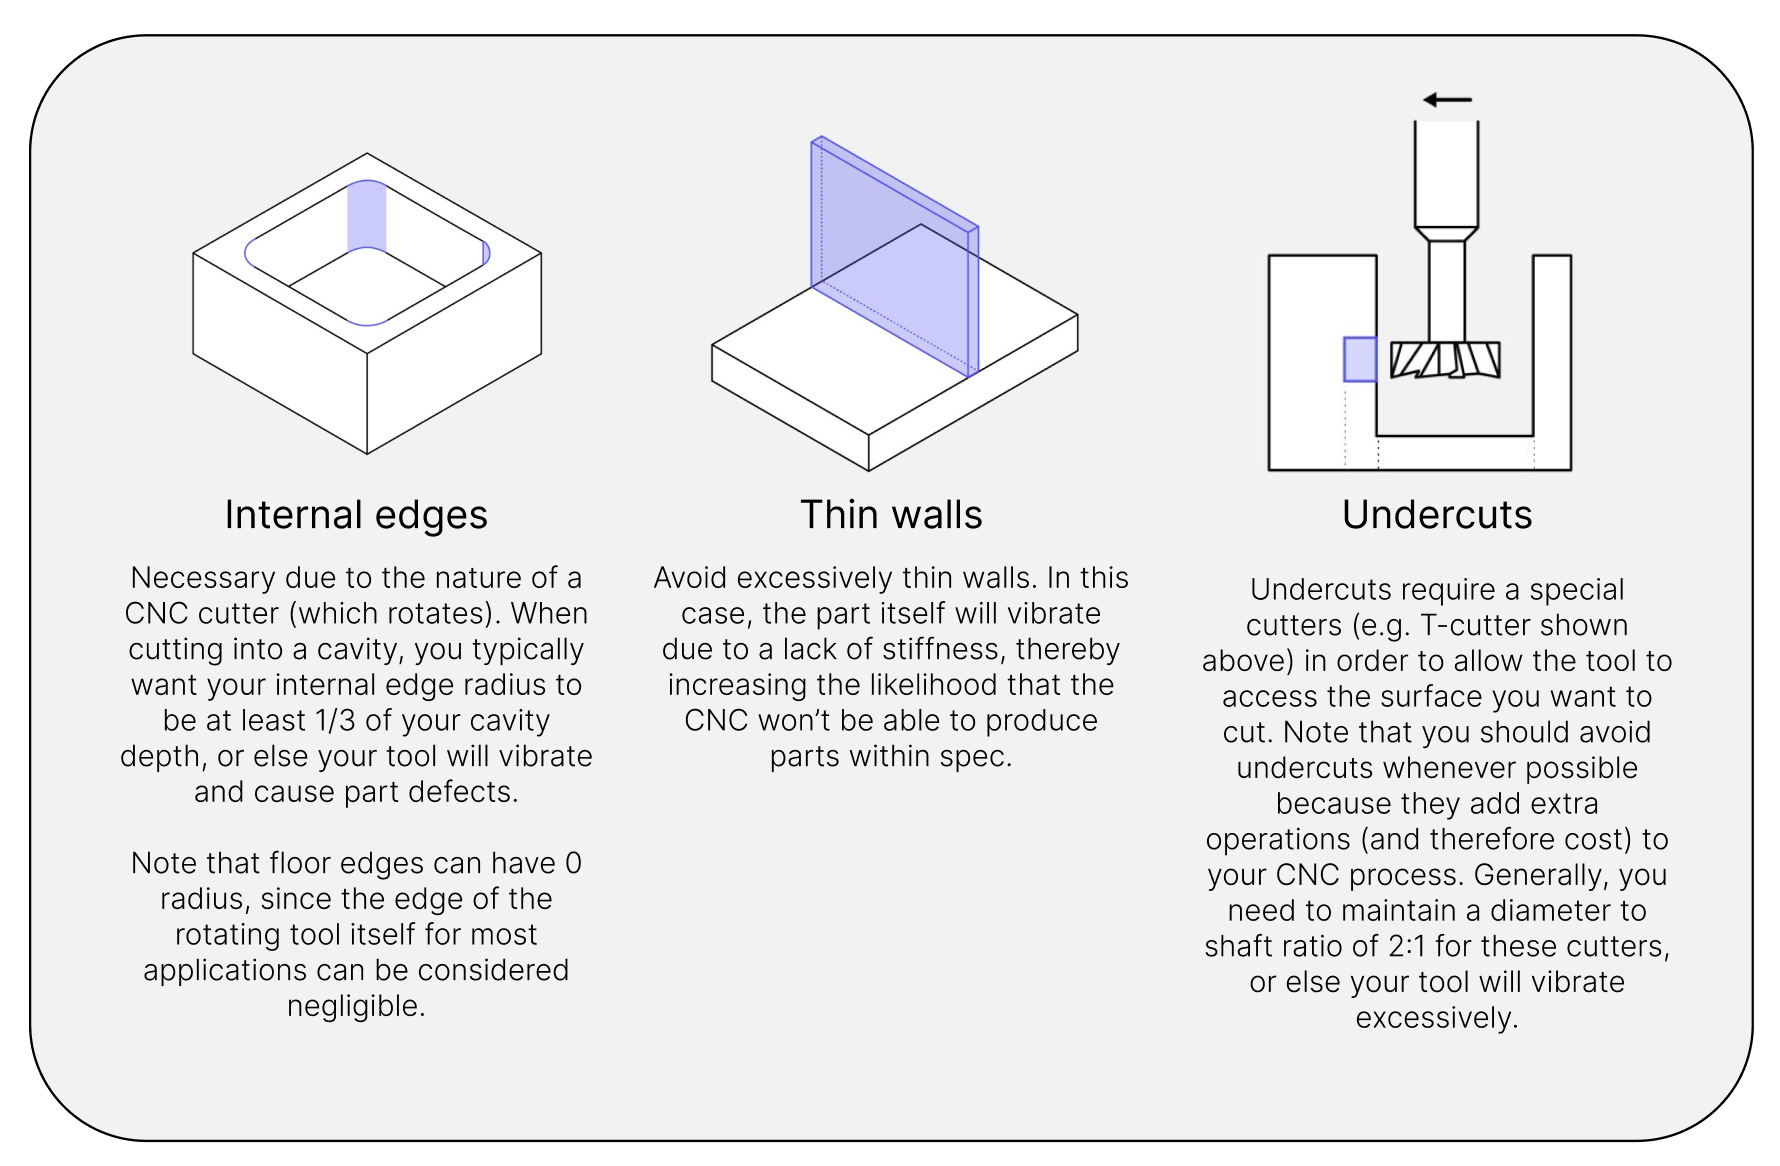 Internal edges
Necessary due to the nature of a
CNC cutter (which rotates). When
cutting into a cavity, you typically
want your internal edge radius to
be at least 1/3 of your cavity
depth, or else your tool will vibrate
and cause part defects.
Note that floor edges can have 0
radius, since the edge of the
rotating tool itself for most
applications can be considered
negligible.
Thin walls
Avoid excessively thin walls. In this
case, the part itself will vibrate
due to a lack of stiffness, thereby
increasing the likelihood that the
CNC won’t be able to produce
parts within spec.
Undercuts
Undercuts require a special
cutters (e.g. T-cutter shown
above) in order to allow the tool to
access the surface you want to
cut. Note that you should avoid
undercuts whenever possible
because they add extra
operations (and therefore cost) to
your CNC process. Generally, you
need to maintain a diameter to
shaft ratio of 2:1 for these cutters,
or else your tool will vibrate
excessively.